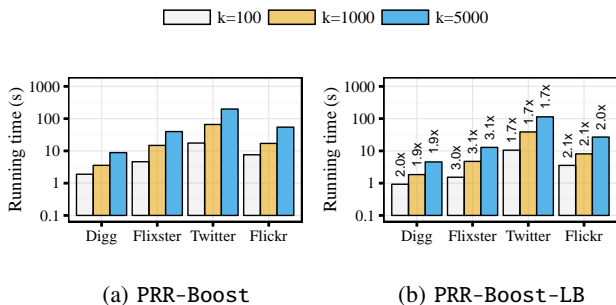 k=100 k=1000 k=5000
Running time (s)
1000
100
10
1
0.1
Digg Flixster Twitter Flickr
(a) PRR-Boost
Running time (s)
1000
100
10
1
0.1
2.0x 1.9x 1.9x 3.0x 3.1x 3.1x 1.7x 1.7x 1.7x 2.1x 2.1x 2.0x
Digg Flixster Twitter Flickr
(b) PRR-Boost-LB